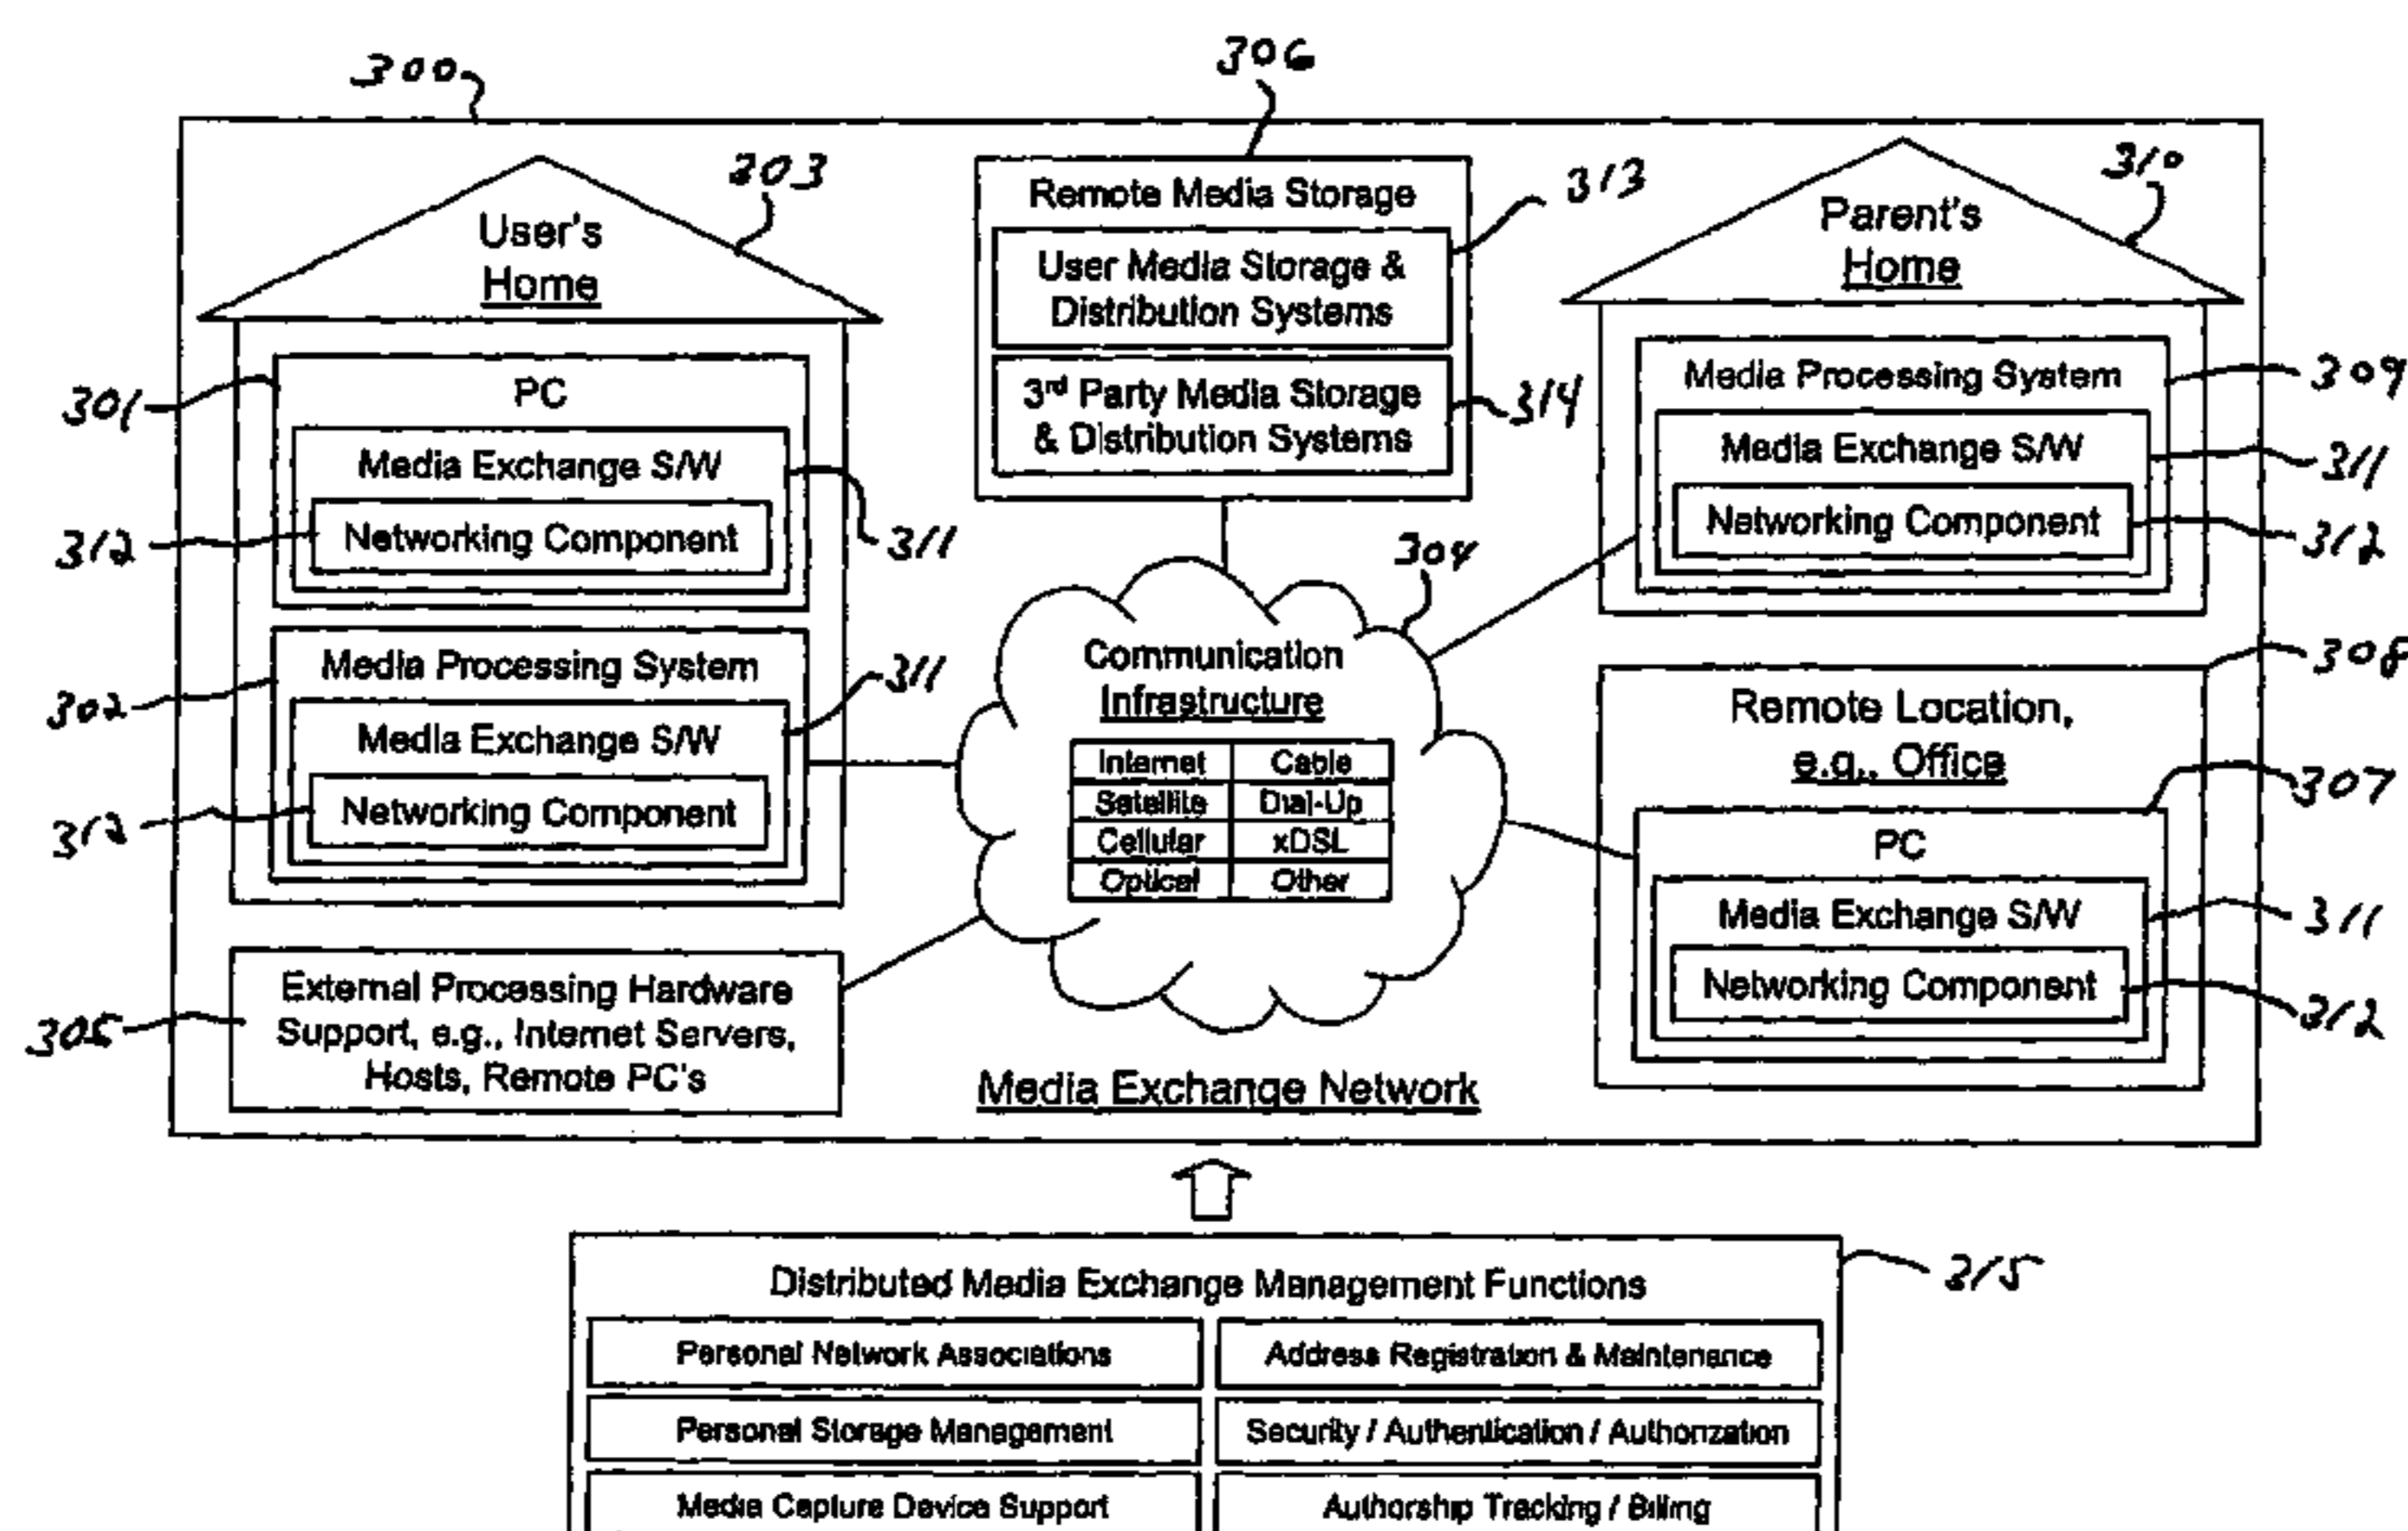 300
306
303
310
User's
Home
Remote Media Storage
313
User Media Storage &
Distribution Systems
3rd Party Media Storage
& Distribution Systems
314
Parent's
Home
301
PC
Media Exchange S/W
312
Networking Component
311
Media Processing System
309
Media Exchange S/W
311
Networking Component
312
302
Media Processing System
311
Media Exchange S/W
312
Networking Component
304
Communication
Infrastructure
Internet Cable
Satellite Dial-Up
Cellular xDSL
Optical Other
308
Remote Location,
e.g., Office
307
PC
Media Exchange S/W
311
Networking Component
312
305
External Processing Hardware
Support, e.g., Internet Servers,
Hosts, Remote PC's
Media Exchange Network
315
Distributed Media Exchange Management Functions
Personal Network Associations Address Registration & Maintenance
Personal Storage Management Security / Authentication / Authorization
Media Capture Device Support Authorship Tracking / Billing